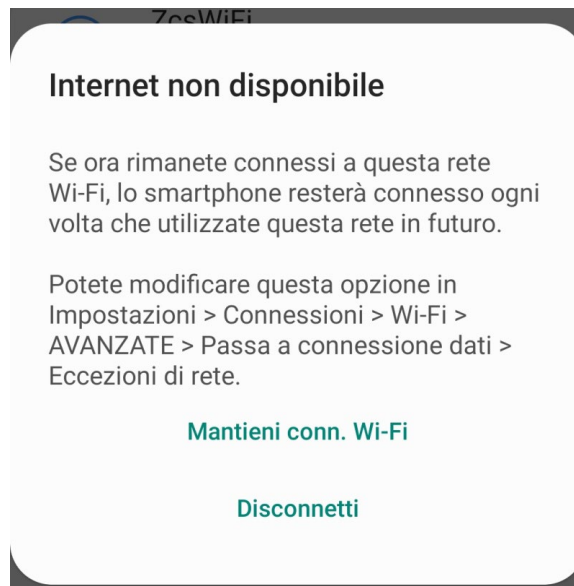 ZcsWiFi
Internet non disponibile
Se ora rimanete connessi a questa rete
Wi-Fi, lo smartphone resterà connesso ogni
volta che utilizzate questa rete in futuro.
Potete modificare questa opzione in
Impostazioni > Connessioni > Wi-Fi >
AVANZATE > Passa a connessione dati >
Eccezioni di rete.
Mantieni conn. Wi-Fi
Disconnetti